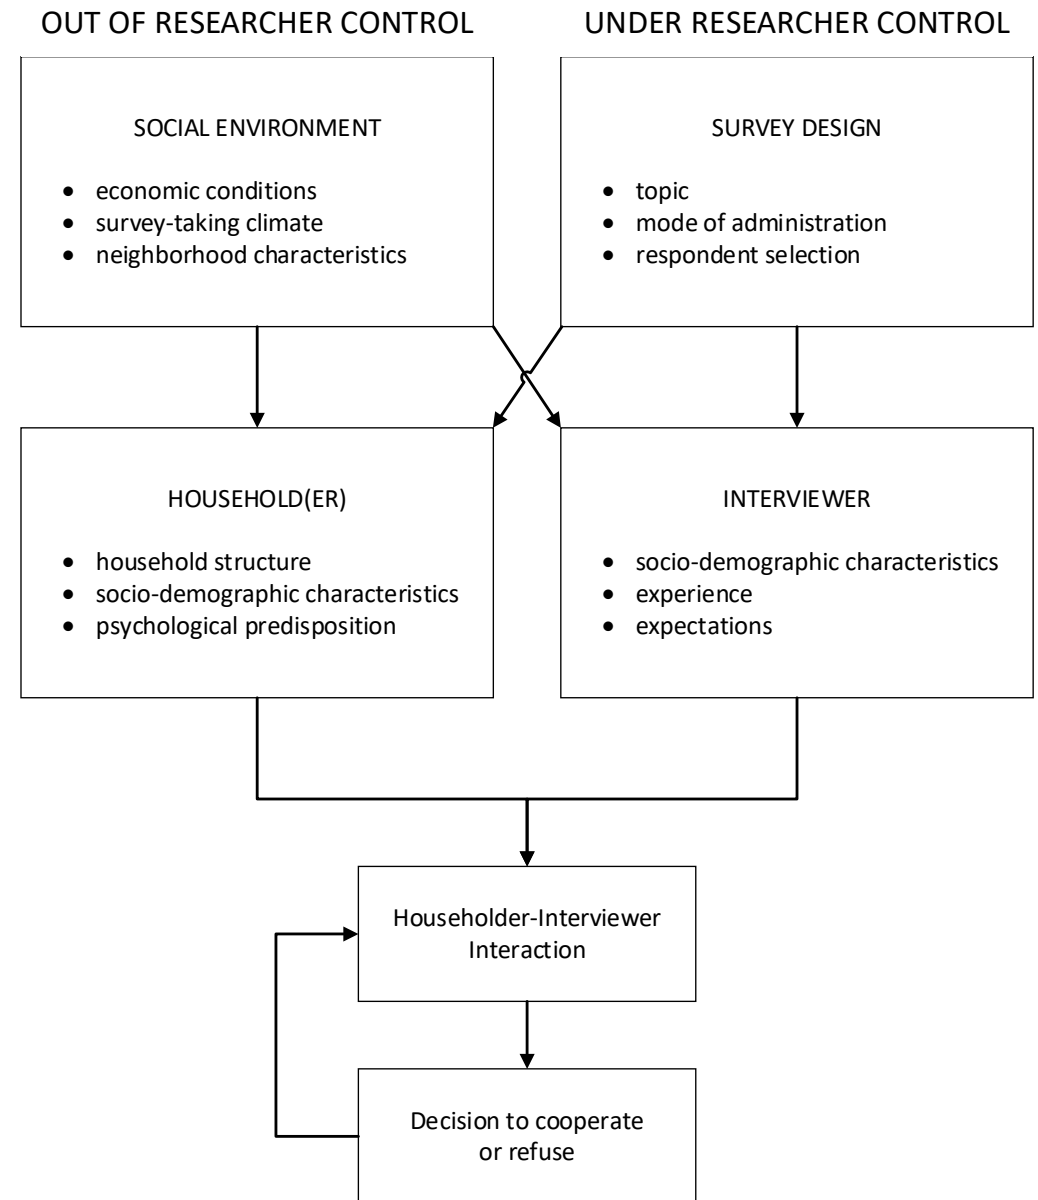 OUT OF RESEARCHER CONTROL
UNDER RESEARCHER CONTROL
SOCIAL ENVIRONMENT
• economic conditions
• survey-taking climate
• neighborhood characteristics
SURVEY DESIGN
• topic
• mode of administration
• respondent selection
HOUSEHOLD(ER)
• household structure
• socio-demographic characteristics
• psychological predisposition
INTERVIEWER
• socio-demographic characteristics
• experience
• expectations
Householder-Interviewer
Interaction
Decision to cooperate
or refuse